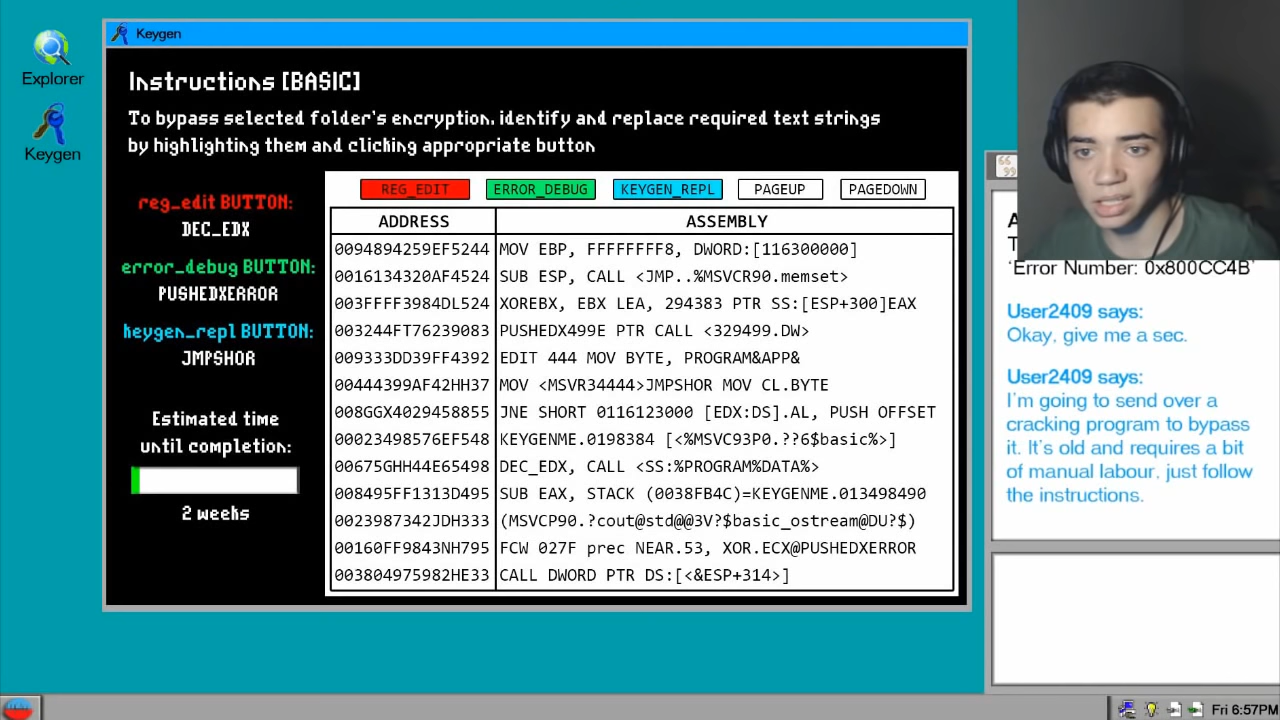 Explorer
Keygen
Keygen
Instructions [BASIC]
To bypass selected folder's encryption, identify and replace required text strings
by highlighting them and clicking appropriate button
reg_edit BUTTON:
DEC_EDX
error_debug BUTTON:
PUSHEDXERROR
keygen_repl BUTTON:
JMPSHOR
Estimated time
until completion:
2 weeks
REG_EDIT ERROR_DEBUG KEYGEN_REPL PAGEUP PAGEDOWN
ADDRESS ASSEMBLY
0094894259EF5244 MOV EBP, FFFFFFFF8, DWORD:[116300000]
0016134320AF4524 SUB ESP, CALL <JMP..%MSVCR90.memset>
003FFFF3984DL524 XOREBX, EBX LEA, 294383 PTR SS:[ESP+300]EAX
003244FT76239083 PUSHEDX499E PTR CALL <329499.DW>
009333DD39FF4392 EDIT 444 MOV BYTE, PROGRAM&APP&
00444399AF42HH37 MOV <MSVR34444>JMPSHOR MOV CL.BYTE
008GGX4029458855 JNE SHORT 0116123000 [EDX:DS].AL, PUSH OFFSET
00023498576EF548 KEYGENME.0198384 [<%MSVC93P0.??6$basic%>]
00675GHH44E65498 DEC_EDX, CALL <SS:%PROGRAM%DATA%>
008495FF1313D495 SUB EAX, STACK (0038FB4C)=KEYGENME.013498490
0023987342JDH333 (MSVCP90.?cout@std@@3V?$basic_ostream@DU?$)
00160FF9843NH795 FCW 027F prec NEAR.53, XOR.ECX@PUSHEDXERROR
003804975982HE33 CALL DWORD PTR DS:[<&ESP+314>]
'Error Number: 0x800CC4B'
User2409 says:
Okay, give me a sec.
User2409 says:
I'm going to send over a
cracking program to bypass
it. It's old and requires a bit
of manual labour, just follow
the instructions.
Fri 6:57PM